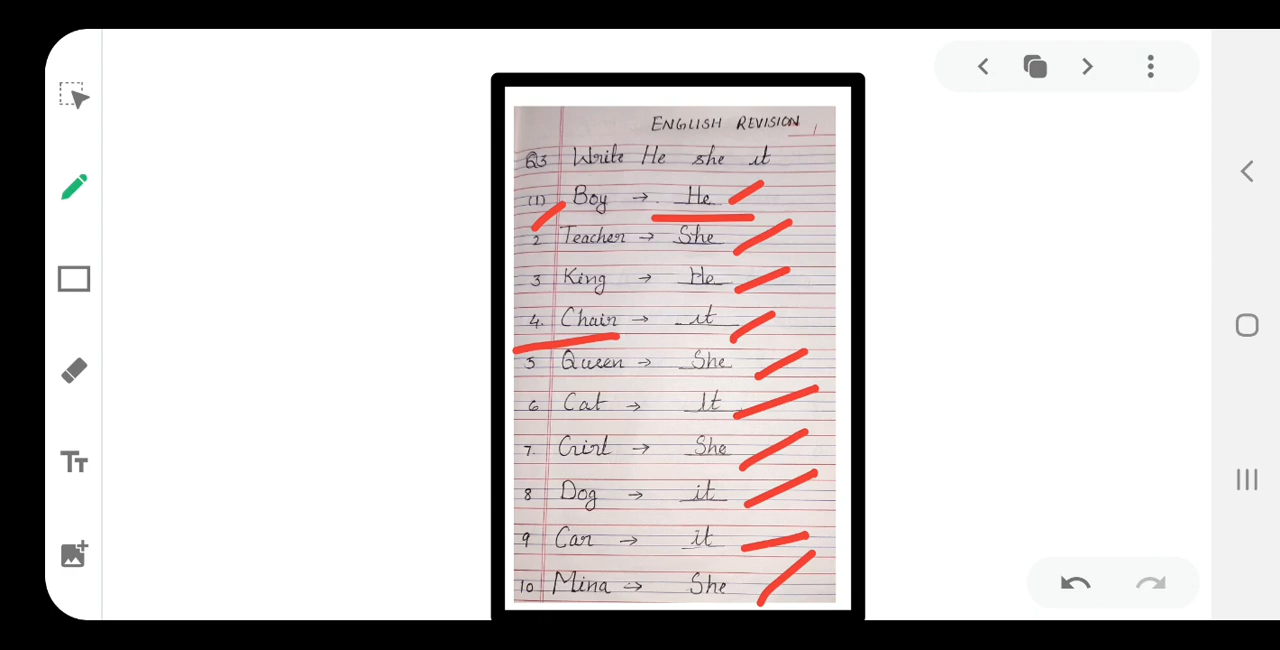 ENGLISH REVISION
Q3 Write He she it
(1) Boy → He
2 Teacher → She
3 King → He
4. Chair → it
5 Queen → She
6 Cat → It
7. Girl → She
8 Dog → it
9 Car → it
10 Mina → She
Tт